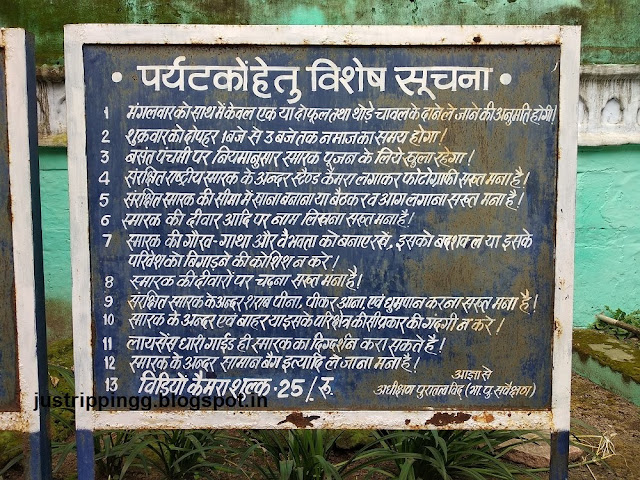 • पर्यटकों हेतु विशेष सूचना •
1 मंगलवार को साथ में केवल एक या दो फूल तथा थोड़े चावल के दाने ले जाने की अनुमति होगी।
2 शुक्रवार को दोपहर 1 बजे से 3 बजे तक नमाज का समय होगा!
3 बसंत पंचमी पर नियमानुसार स्मारक पूजन के लिये खुला रहेगा!
4 संरक्षित राष्ट्रीय स्मारक के अन्दर स्टैण्ड कैमरा लगाकर फोटोग्राफी सख्त मना है।
5 संरक्षित स्मारक की सीमा में खाना बनाना या बैठकर व आग लगाना सख्त मना है!
6 स्मारक की दीवार आदि पर नाम लिखना सख्त मना है!
7 स्मारक की गौरव-गाथा और वैभवता को बनाए रखें, इसको बदशक्ल या इसके
परिवेश को बिगाड़ने की कोशिश न करे!
8 स्मारक की दीवारों पर चढ़ना सख्त मना है!
9 संरक्षित स्मारक के अन्दर शराब पीना, पीकर आना, एवं धुम्रपान करना सख्त मना है!
10 स्मारक के अन्दर एवं बाहर या इसके परिक्षेत्र की सी प्रकार की गंदगी न करे!
11 लायसेंस धारी गाईड ही स्मारक का दिग्दर्शन करा सकते है!
12 स्मारक के अन्दर सामान बैग इत्यादि ले जाना मना है!
13 विडियो केमरा शुल्क - 25/ रु.
आज्ञा से
अधीक्षण पुरातत्वविद (भा. पु. सर्वेक्षण)
justrippingg.blogspot.in